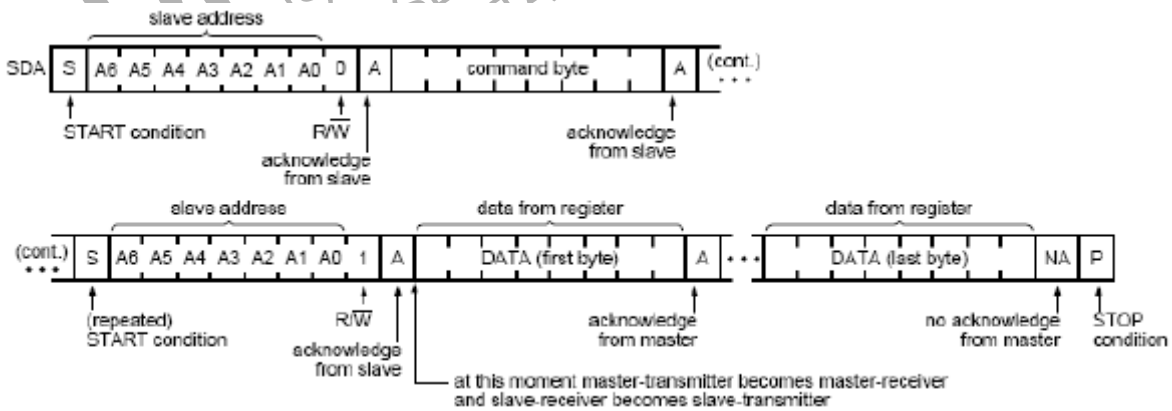 slave address
SDA S A6 A5 A4 A3 A2 A1 A0 0 A command byte A (cont.)
START condition
R/W
acknowledge
from slave
acknowledge
from slave
slave address
data from register
data from register
(cont.) S A6 A5 A4 A3 A2 A1 A0 1 A DATA (first byte) A DATA (last byte) NA P
(repeated)
START condition
R/W
acknowledge
from slave
acknowledge
from master
no acknowledge
from master
STOP
condition
at this moment master-transmitter becomes master-receiver
and slave-receiver becomes slave-transmitter